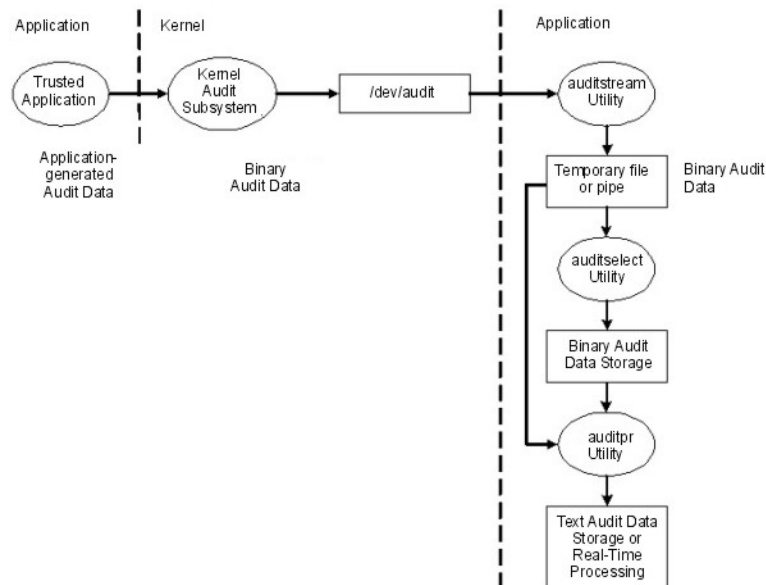 Application
Kernel
Application
Trusted
Application
Kernel
Audit
Subsystem
/dev/audit
auditstream
Utility
Application-
generated
Audit Data
Binary
Audit Data
Temporary file
or pipe
Binary Audit
Data
auditselect
Utility
Binary Audit
Data Storage
auditpr
Utility
Text Audit Data
Storage or
Real-Time
Processing